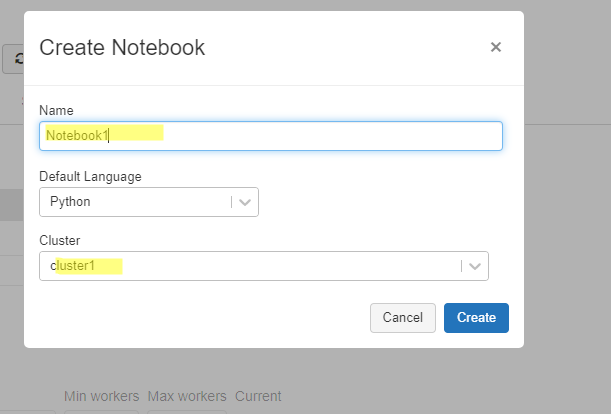 Create Notebook
×
Name
Notebook1
Default Language
Python
Cluster
cluster1
Cancel
Create
Min workers Max workers Current